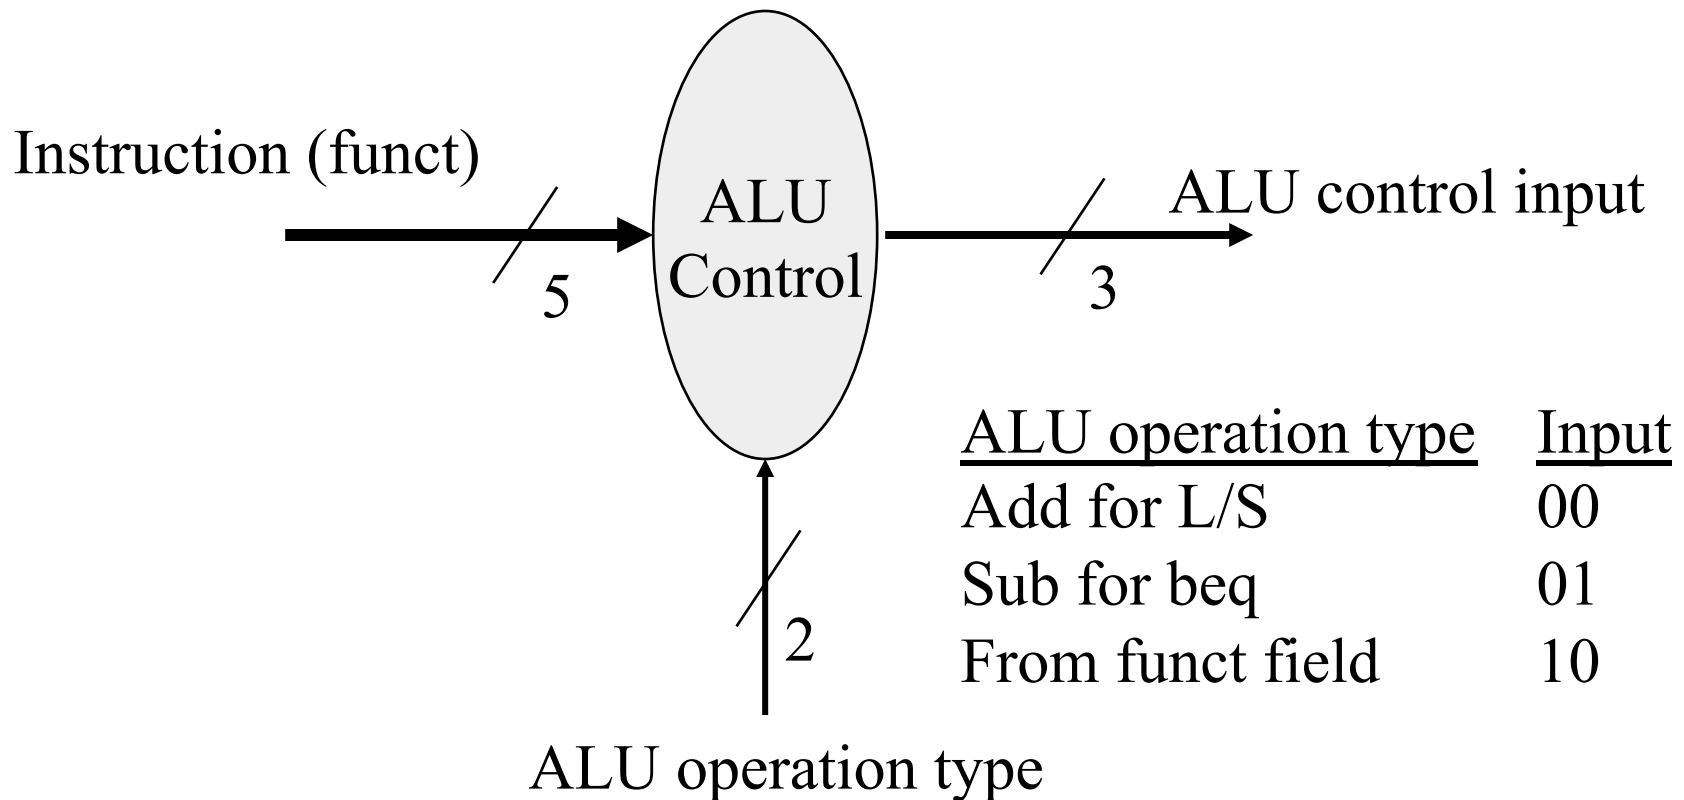 Instruction (funct)
5
ALU
Control
ALU control input
3
ALU operation type Input
Add for L/S 00
Sub for beq 01
From funct field 10
2
ALU operation type